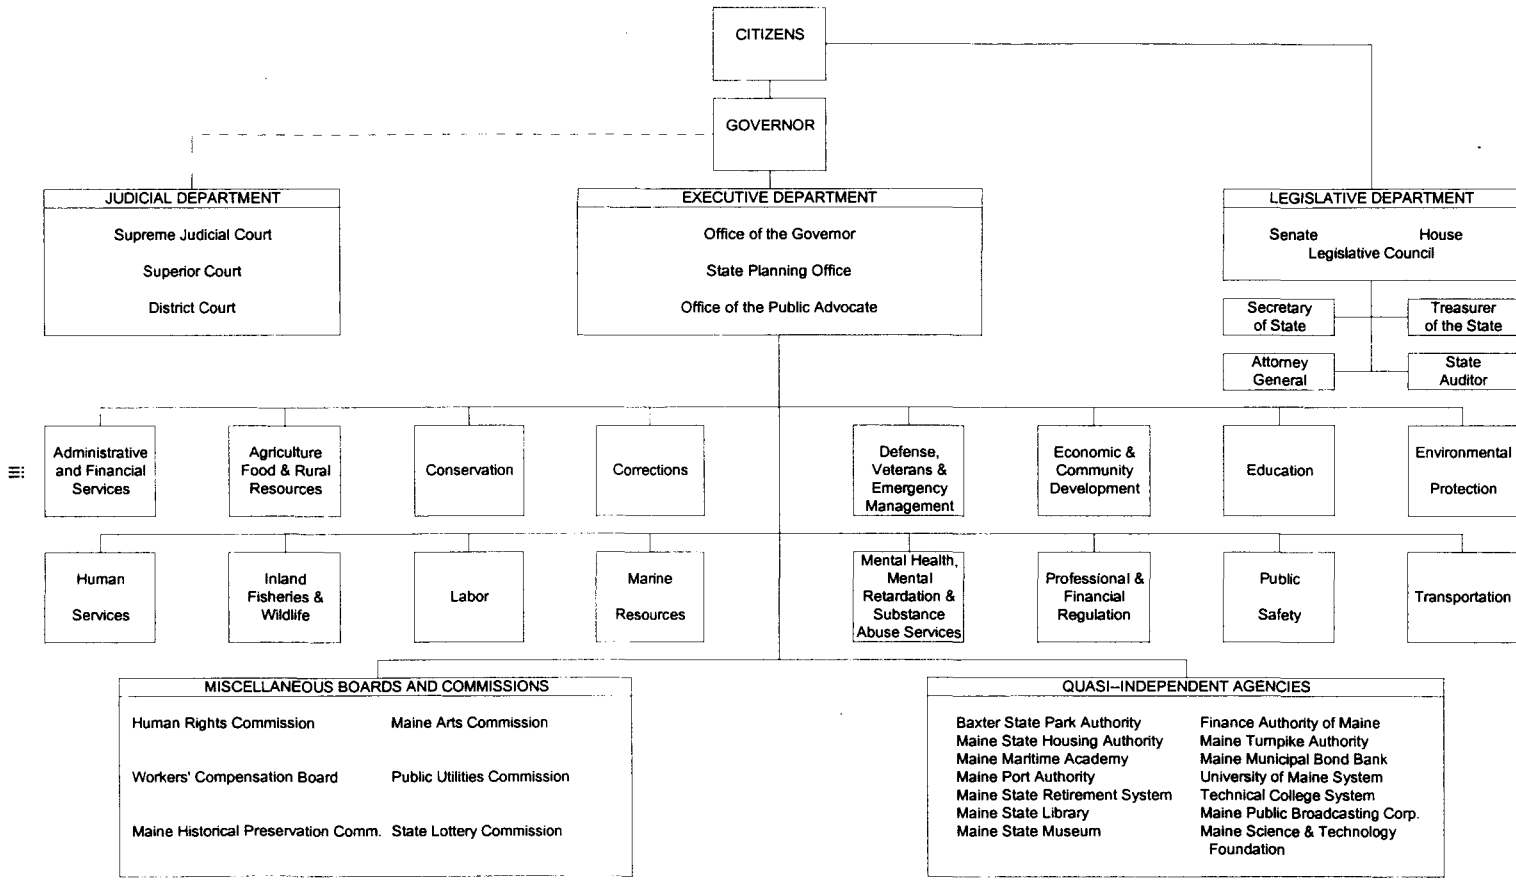 CITIZENS
GOVERNOR
JUDICIAL DEPARTMENT
Supreme Judicial Court
Superior Court
District Court
EXECUTIVE DEPARTMENT
Office of the Governor
State Planning Office
Office of the Public Advocate
LEGISLATIVE DEPARTMENT
Senate House
Legislative Council
Secretary
of State
Treasurer
of the State
Attorney
General
State
Auditor
iii
Administrative
and Financial
Services
Agriculture
Food & Rural
Resources
Conservation
Corrections
Defense,
Veterans &
Emergency
Management
Economic &
Community
Development
Education
Environmental
Protection
Human
Services
Inland
Fisheries &
Wildlife
Labor
Marine
Resources
Mental Health,
Mental
Retardation &
Substance
Abuse Services
Professional &
Financial
Regulation
Public
Safety
Transportation
MISCELLANEOUS BOARDS AND COMMISSIONS
Human Rights Commission Maine Arts Commission
Workers' Compensation Board Public Utilities Commission
Maine Historical Preservation Comm. State Lottery Commission
QUASI--INDEPENDENT AGENCIES
Baxter State Park Authority Finance Authority of Maine
Maine State Housing Authority Maine Turnpike Authority
Maine Maritime Academy Maine Municipal Bond Bank
Maine Port Authority University of Maine System
Maine State Retirement System Technical College System
Maine State Library Maine Public Broadcasting Corp.
Maine State Museum Maine Science & Technology
Foundation